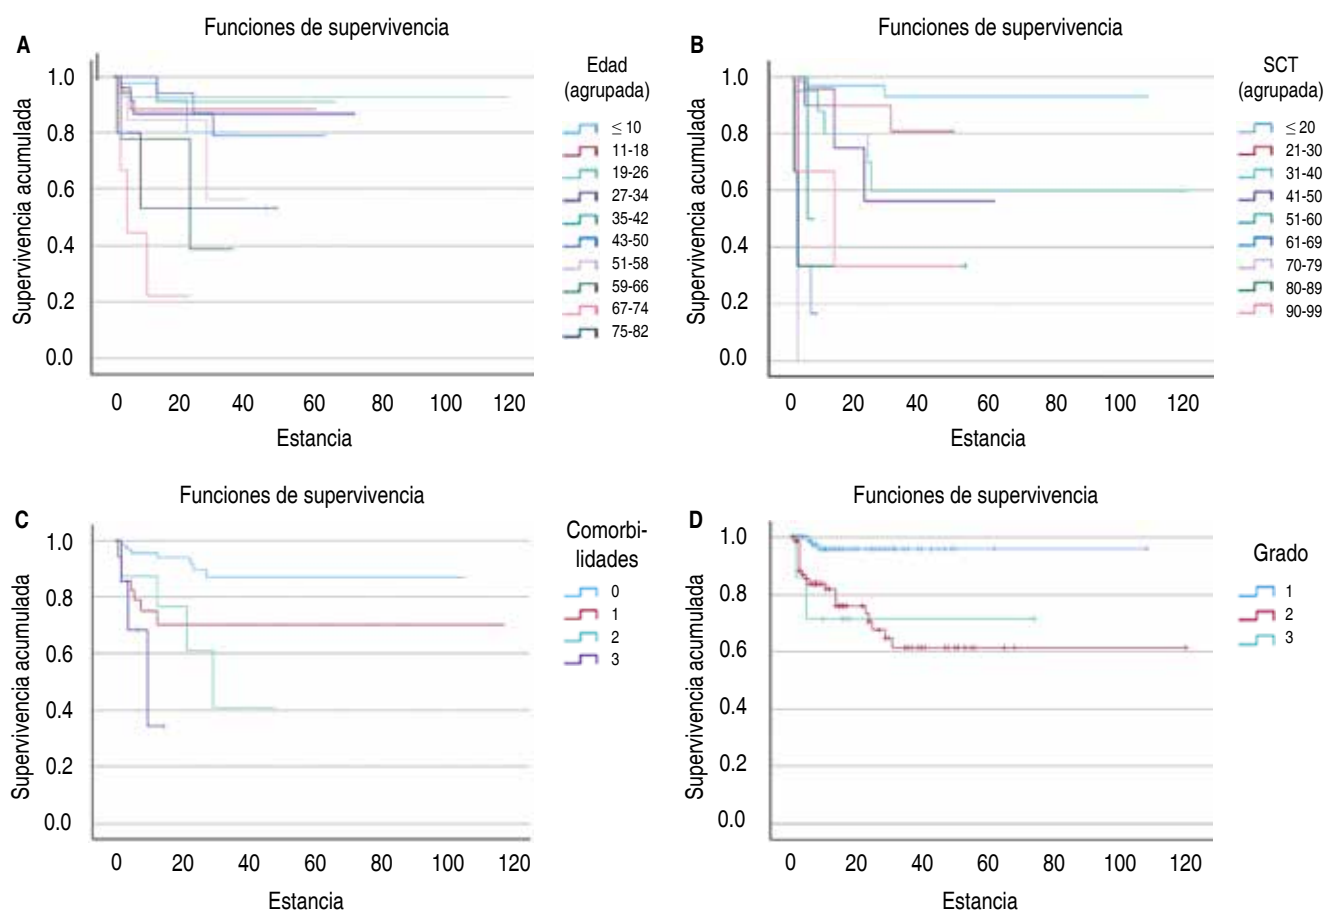 A
Funciones de supervivencia
Supervivencia acumulada
1.0
0.8
0.6
0.4
0.2
0.0
0 20 40 60 80 100 120
Estancia
Edad
(agrupada)
≤ 10
11-18
19-26
27-34
35-42
43-50
51-58
59-66
67-74
75-82
B
Funciones de supervivencia
Supervivencia acumulada
1.0
0.8
0.6
0.4
0.2
0.0
0 20 40 60 80 100 120
Estancia
SCT
(agrupada)
≤ 20
21-30
31-40
41-50
51-60
61-69
70-79
80-89
90-99
C
Funciones de supervivencia
Supervivencia acumulada
1.0
0.8
0.6
0.4
0.2
0.0
0 20 40 60 80 100 120
Estancia
Comorbi-
lidades
0
1
2
3
D
Funciones de supervivencia
Supervivencia acumulada
1.0
0.8
0.6
0.4
0.2
0.0
0 20 40 60 80 100 120
Estancia
Grado
1
2
3